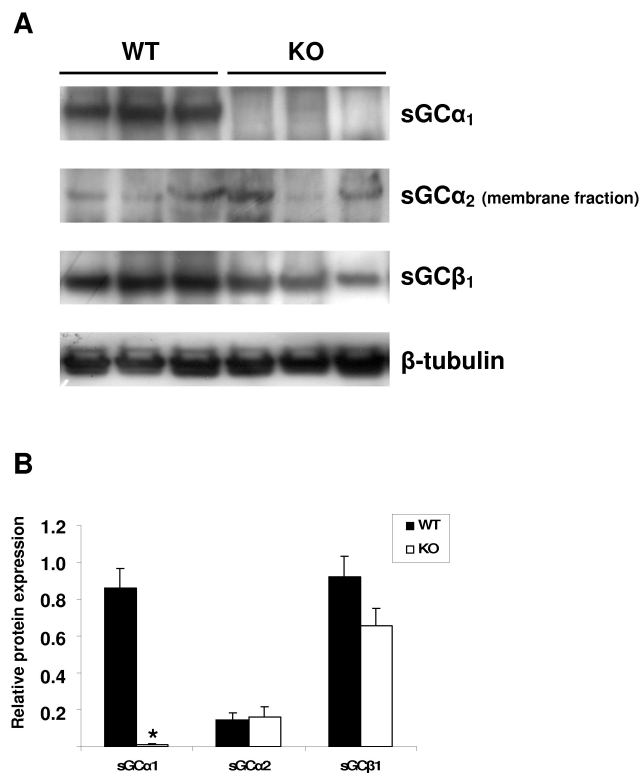 A
WT KO
sGCα1
sGCα2 (membrane fraction)
sGCβ1
β-tubulin
B
WT
KO
Relative protein expression
1.2
1.0
0.8
0.6
0.4
0.2
*
sGCα1 sGCα2 sGCβ1